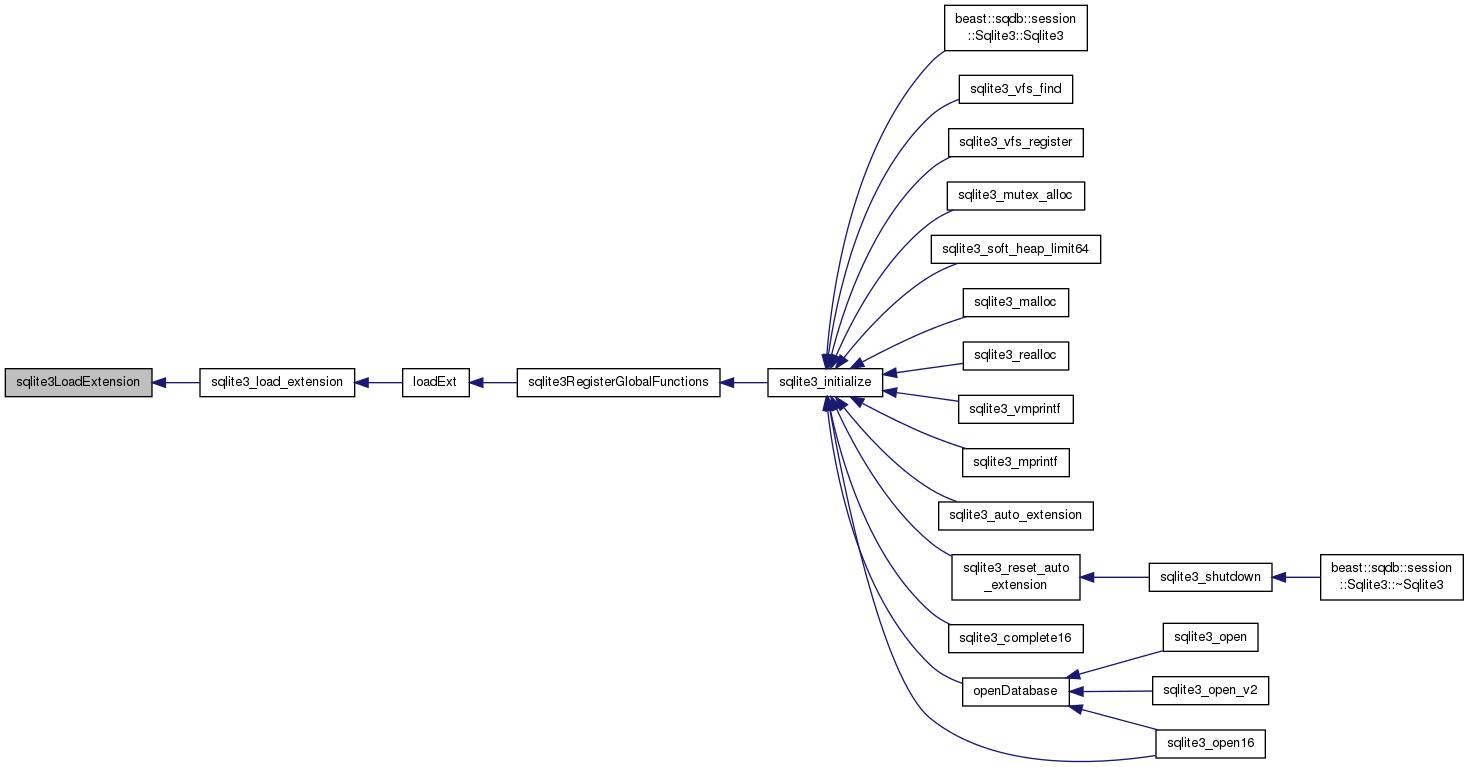 beast::sqdb::session
::Sqlite3::Sqlite3
sqlite3_vfs_find
sqlite3_vfs_register
sqlite3_mutex_alloc
sqlite3_soft_heap_limit64
sqlite3_malloc
sqlite3_realloc
sqlite3LoadExtension
sqlite3_load_extension
loadExt
sqlite3RegisterGlobalFunctions
sqlite3_initialize
sqlite3_vmprintf
sqlite3_mprintf
sqlite3_auto_extension
sqlite3_reset_auto
_extension
sqlite3_shutdown
beast::sqdb::session
::Sqlite3::~Sqlite3
sqlite3_complete16
sqlite3_open
openDatabase
sqlite3_open_v2
sqlite3_open16